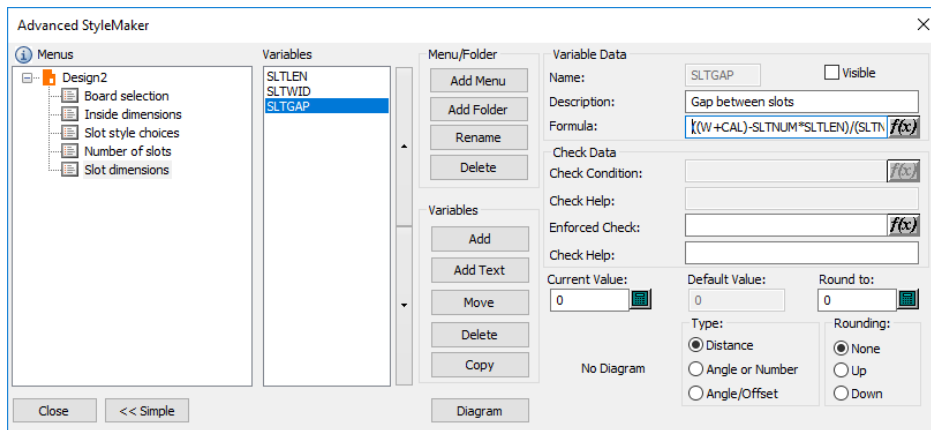 Advanced StyleMaker
Menus
Design2
Board selection
Inside dimensions
Slot style choices
Number of slots
Slot dimensions
Variables
SLTLEN
SLTWID
SLTGAP
Menu/Folder
Add Menu
Add Folder
Rename
Delete
Variables
Add
Add Text
Move
Delete
Copy
Variable Data
Name: SLTGAP Visible
Description: Gap between slots
Formula: ((W+CAL)-SLTNUM*SLTLEN)/(SLTN f(x)
Check Data
Check Condition: f(x)
Check Help:
Enforced Check: f(x)
Check Help:
Current Value: Default Value: Round to:
0 0 0
No Diagram
Type:
Distance
Angle or Number
Angle/Offset
Rounding:
None
Up
Down
Close << Simple Diagram